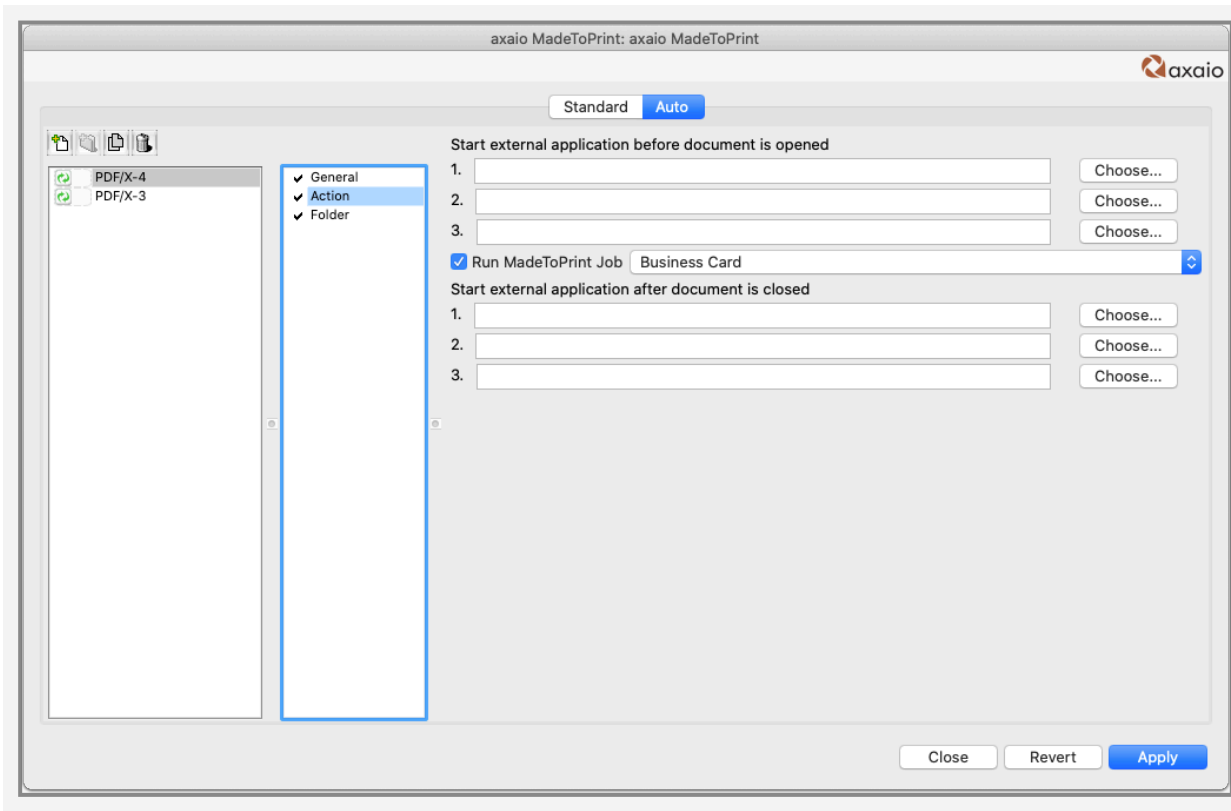 axaio MadeToPrint: axaio MadeToPrint
axaio
Standard Auto
PDF/X-4
PDF/X-3
General
Action
Folder
Start external application before document is opened
1. Choose...
2. Choose...
3. Choose...
Run MadeToPrint Job Business Card
Start external application after document is closed
1. Choose...
2. Choose...
3. Choose...
Close Revert Apply